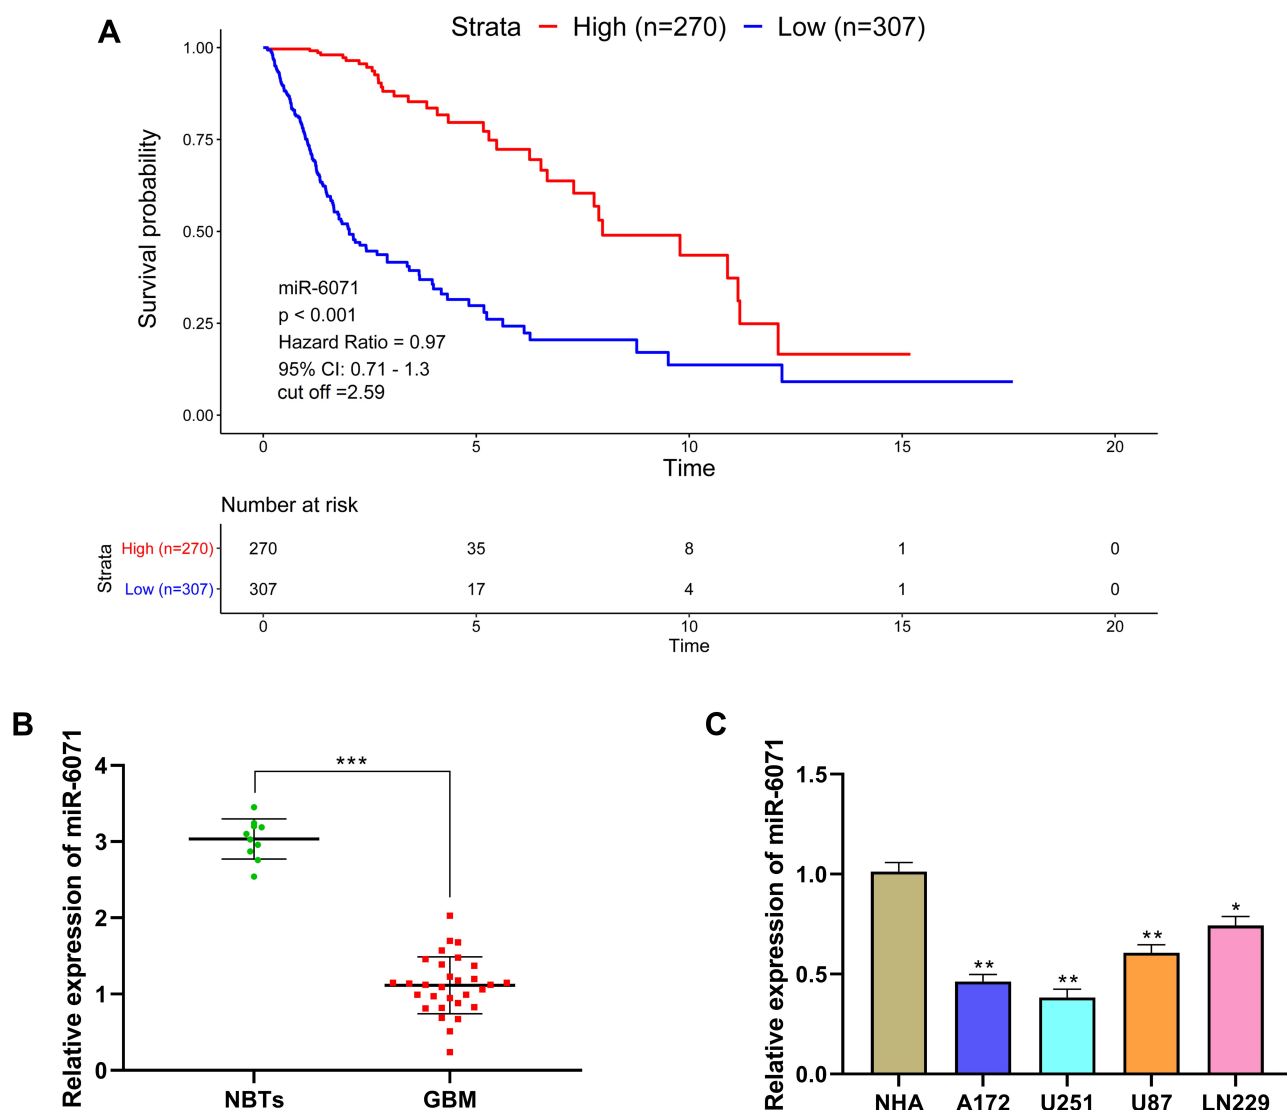 A
Strata High (n=270) Low (n=307)
Survival probability
1.00
0.75
0.50
0.25
0.00
miR-6071
p < 0.001
Hazard Ratio = 0.97
95% CI: 0.71 - 1.3
cut off =2.59
0 5 10 15 20
Time
Number at risk
Strata
High (n=270) 270 35 8 1 0
Low (n=307) 307 17 4 1 0
0 5 10 15 20
Time
B
Relative expression of miR-6071
4
3
2
1
0
***
NBTs GBM
C
Relative expression of miR-6071
1.5
1.0
0.5
0.0
** ** ** *
NHA A172 U251 U87 LN229